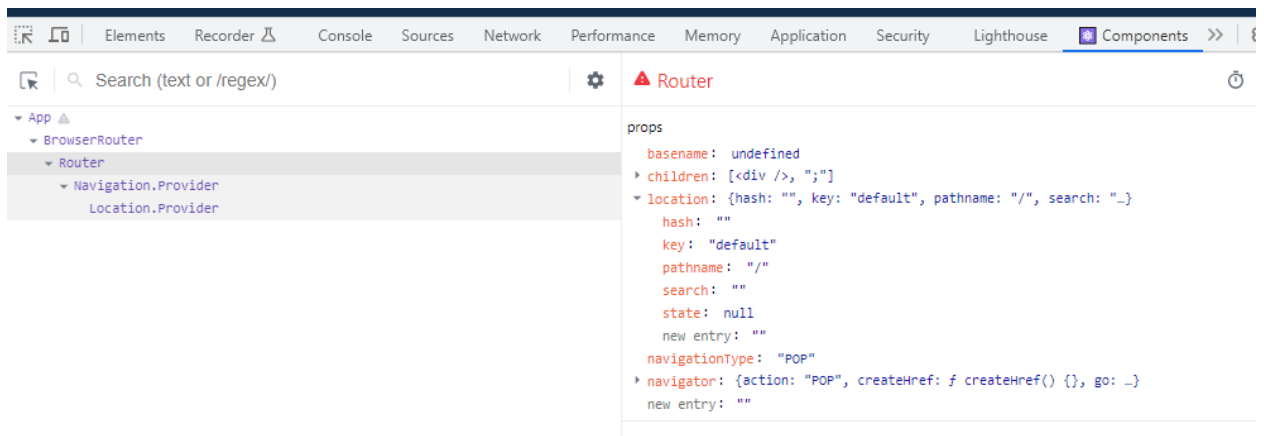 Elements Recorder Console Sources Network Performance Memory Application Security Lighthouse Components
Search (text or /regex/)
Router
App
BrowserRouter
Router
Navigation.Provider
Location.Provider
props
basename: undefined
children: [<div />, ";"]
location: {hash: "", key: "default", pathname: "/", search: "…}
hash: ""
key: "default"
pathname: "/"
search: ""
state: null
new entry: ""
navigationType: "POP"
navigator: {action: "POP", createHref: ƒ createHref() {}, go: …}
new entry: ""